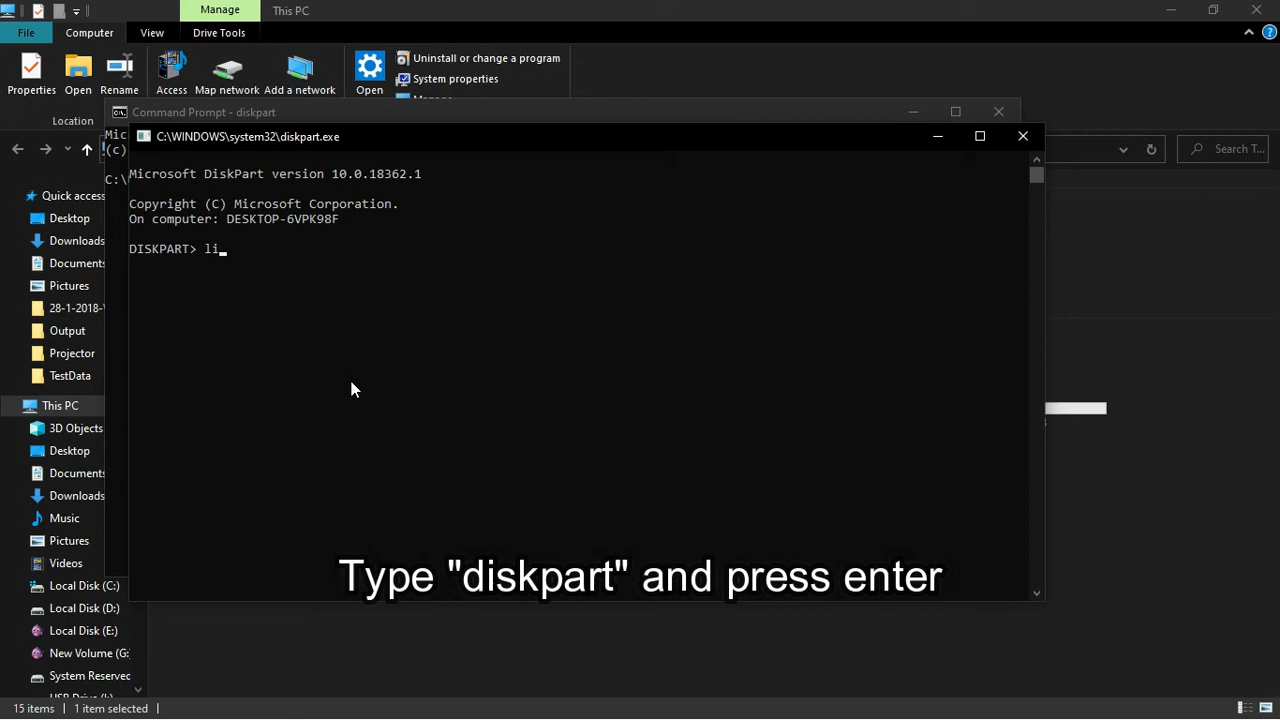 Manage
This PC
File
Computer
View
Drive Tools
Properties
Open
Rename
Access
Map network
Add a network
Open
Uninstall or change a program
System properties
Location
Command Prompt - diskpart
Mic
(c)
C:\
Search T...
C:\WINDOWS\system32\diskpart.exe
Microsoft DiskPart version 10.0.18362.1
Copyright (C) Microsoft Corporation.
On computer: DESKTOP-6VPK98F
DISKPART> li
Quick access
Desktop
Downloads
Documents
Pictures
28-1-2018-
Output
Projector
TestData
This PC
3D Objects
Desktop
Documents
Downloads
Music
Pictures
Videos
Local Disk (C:)
Local Disk (D:)
Local Disk (E:)
New Volume (G:
System Reserved
Type "diskpart" and press enter
15 items
1 item selected